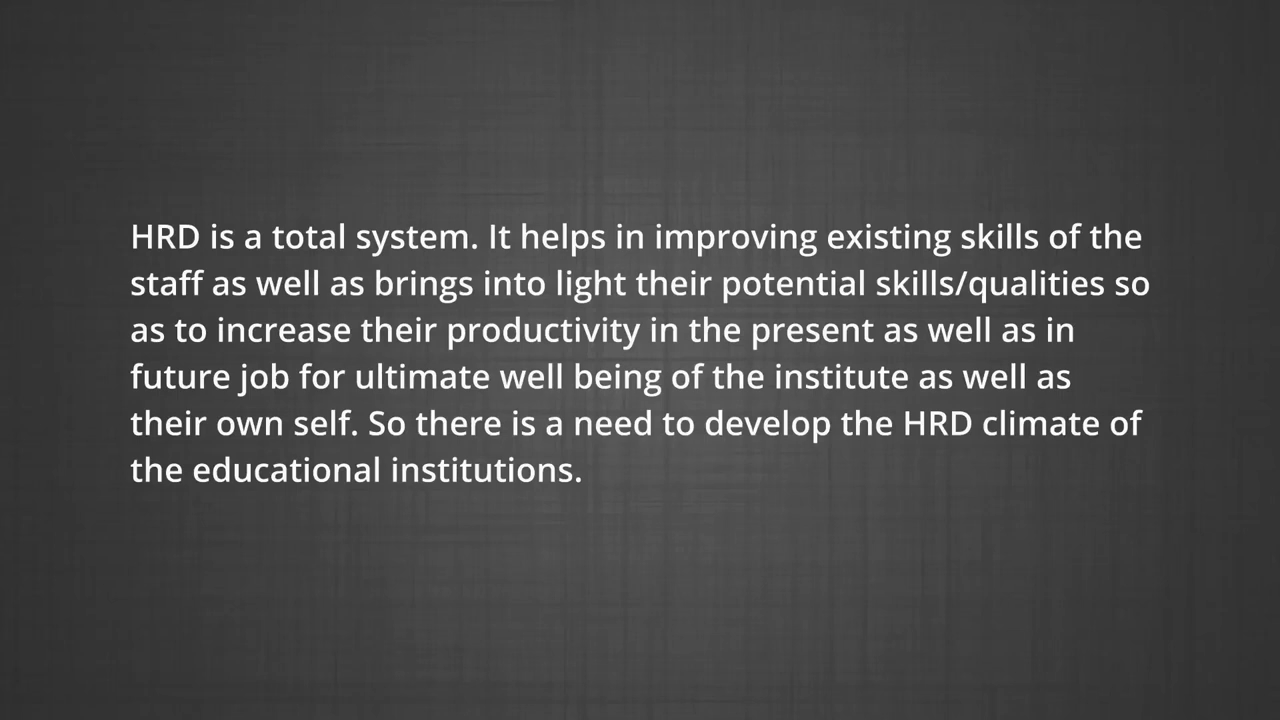 HRD is a total system. It helps in improving existing skills of the
staff as well as brings into light their potential skills/qualities so
as to increase their productivity in the present as well as in
future job for ultimate well being of the institute as well as
their own self. So there is a need to develop the HRD climate of
the educational institutions.